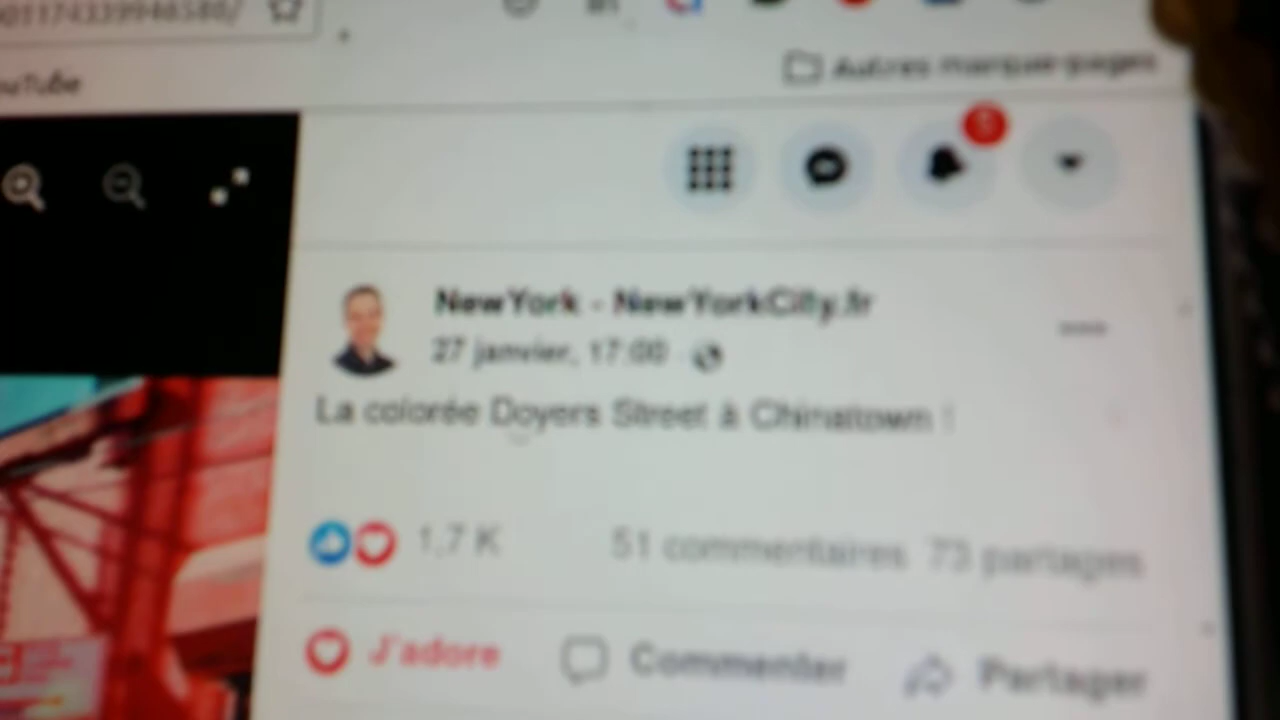 Autres marque-pages
NewYork - NewYorkCity.fr
27 janvier, 17:00
La colorée Doyers Street à Chinatown !
1,7 K 51 commentaires 73 partages
J'adore Commenter Partager